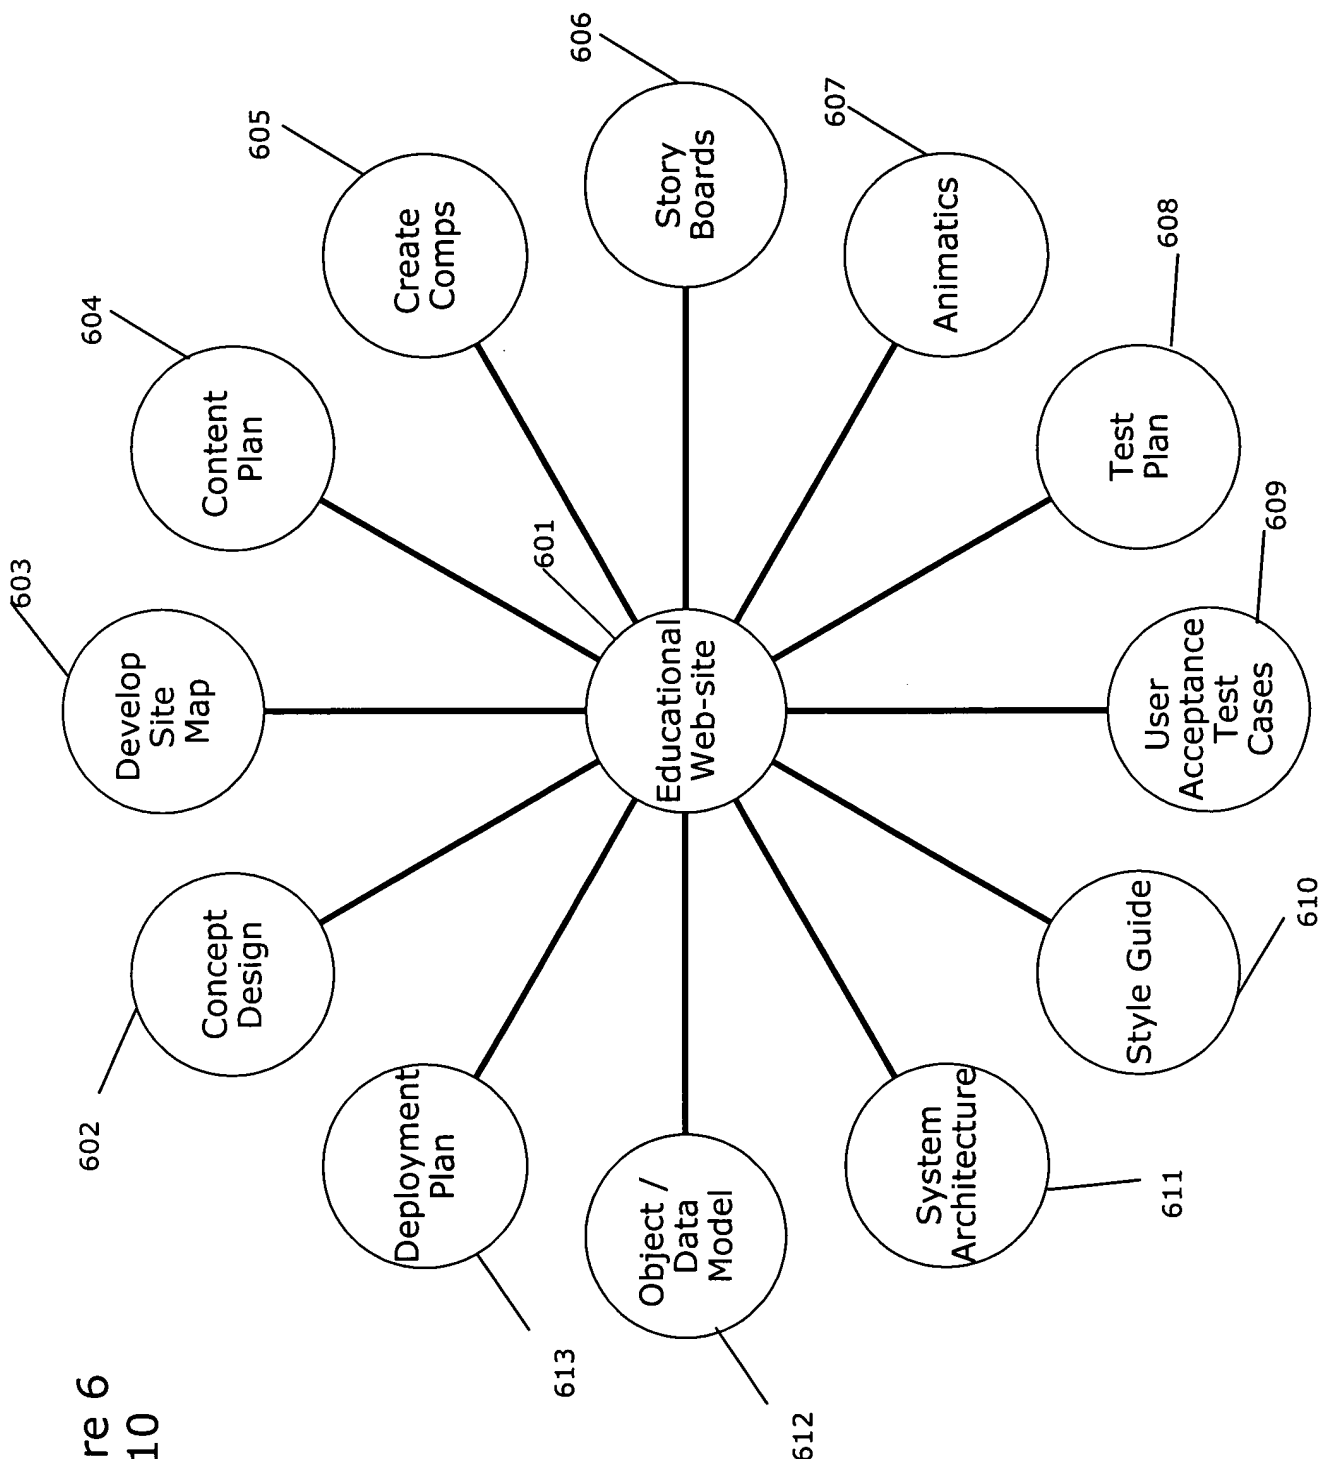 re 6
10
601
Educational
Web-site
602
Concept
Design
603
Develop
Site
Map
604
Content
Plan
605
Create
Comps
606
Story
Boards
607
Animatics
608
Test
Plan
609
User
Acceptance
Test
Cases
610
Style Guide
611
System
Architecture
612
Object /
Data
Model
613
Deployment
Plan